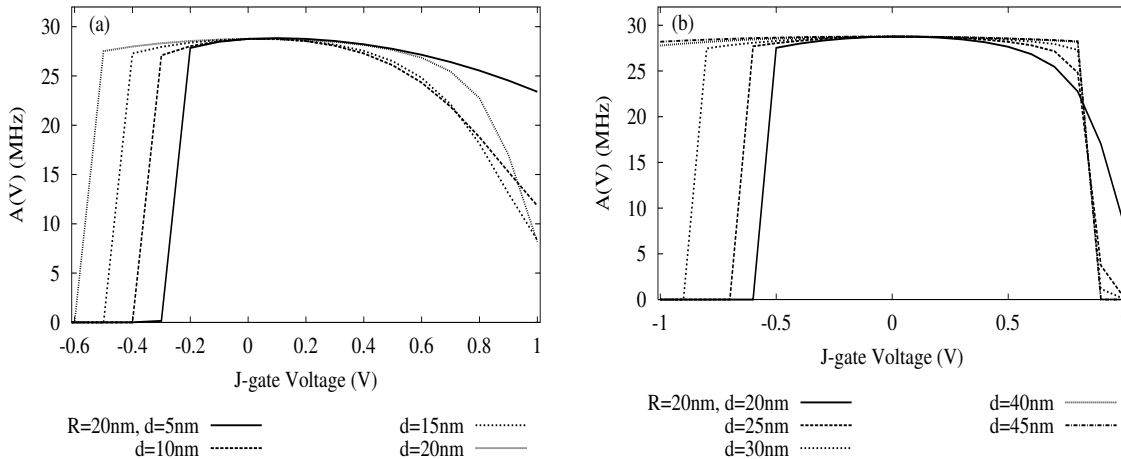 (a)
A(V) (MHz)
30
25
20
15
10
5
0
-0.6 -0.4 -0.2 0 0.2 0.4 0.6 0.8 1
J-gate Voltage (V)
R=20nm, d=5nm
d=10nm
d=15nm
d=20nm
(b)
A(V) (MHz)
30
25
20
15
10
5
0
-1 -0.5 0 0.5
J-gate Voltage (V)
R=20nm, d=20nm
d=25nm
d=30nm
d=40nm
d=45nm